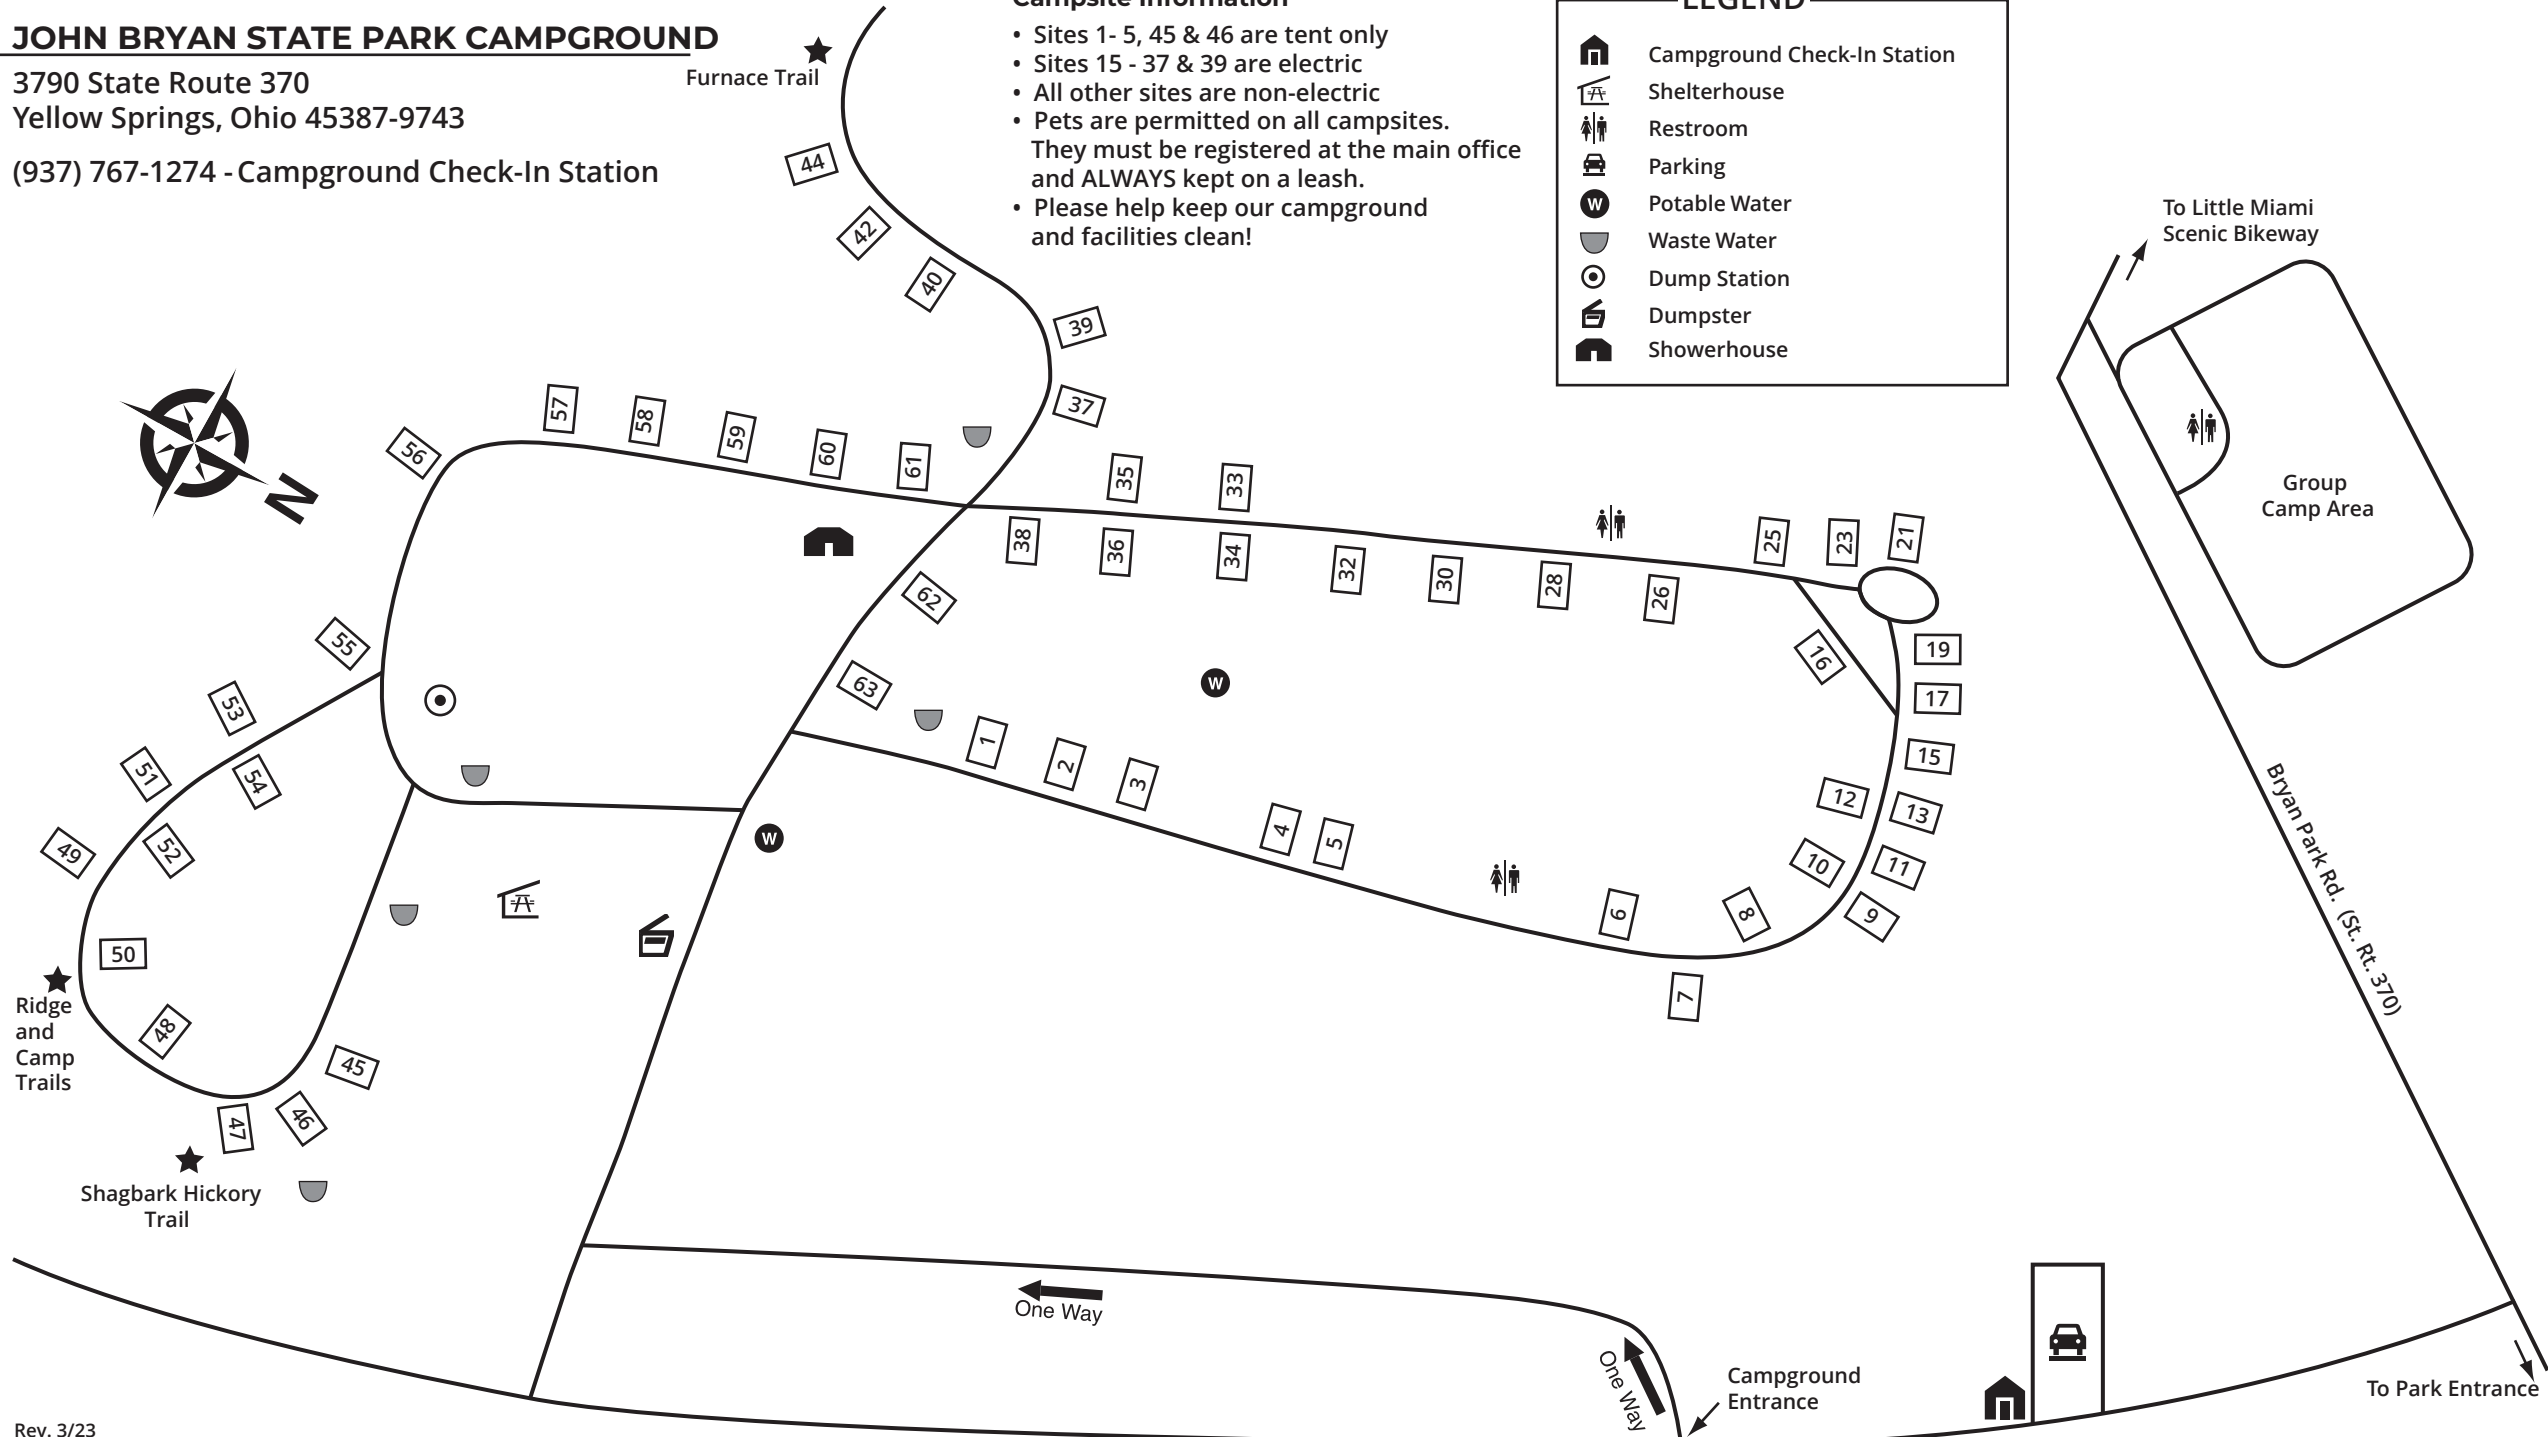 JOHN BRYAN STATE PARK CAMPGROUND
3790 State Route 370
Yellow Springs, Ohio 45387-9743
(937) 767-1274 - Campground Check-In Station
Furnace Trail
Campsite Information
• Sites 1- 5, 45 & 46 are tent only
• Sites 15 - 37 & 39 are electric
• All other sites are non-electric
• Pets are permitted on all campsites.
They must be registered at the main office
and ALWAYS kept on a leash.
• Please help keep our campground
and facilities clean!
LEGEND
Campground Check-In Station
Shelterhouse
Restroom
Parking
W Potable Water
Waste Water
Dump Station
Dumpster
Showerhouse
To Little Miami
Scenic Bikeway
Group
Camp Area
Bryan Park Rd. (St. Rt. 370)
44
42
40
39
37
N
57
58
59
60
61
56
35
33
38
36
34
32
30
28
26
25
23
21
62
63
55
53
51
54
49
52
50
48
45
46
47
W
W
1
2
3
4
5
6
7
8
9
10
11
12
13
15
16
17
19
Ridge
and
Camp
Trails
Shagbark Hickory
Trail
One Way
One Way
Campground
Entrance
To Park Entrance
Rev. 3/23